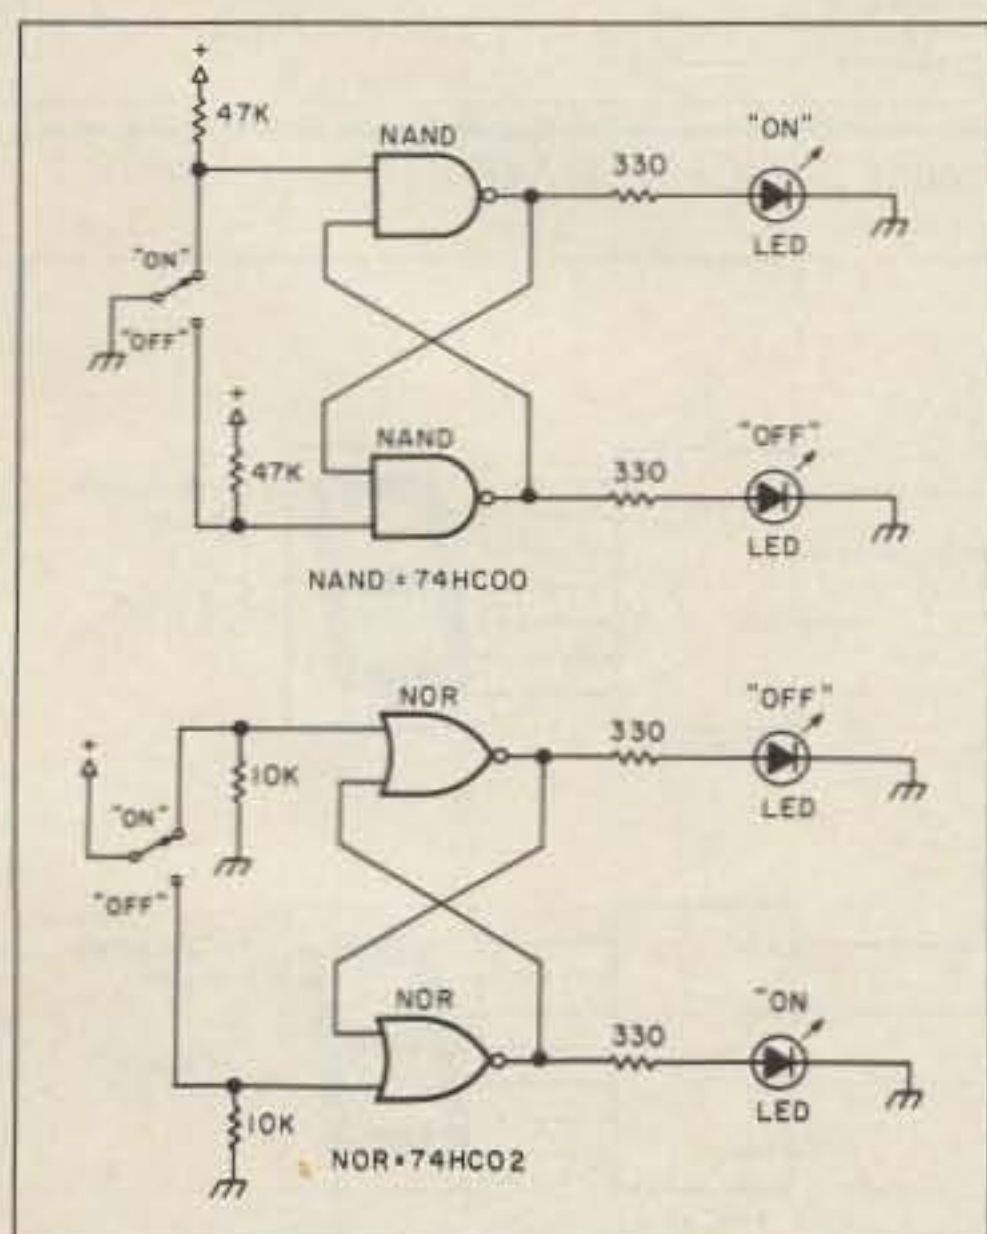 +
47K
NAND
330
"ON"
LED
"ON"
"OFF"
+
47K
NAND
330
"OFF"
LED
NAND = 74HC00
NOR
330
"OFF"
LED
+
10K
"ON"
"OFF"
NOR
330
"ON
LED
10K
NOR = 74HC02